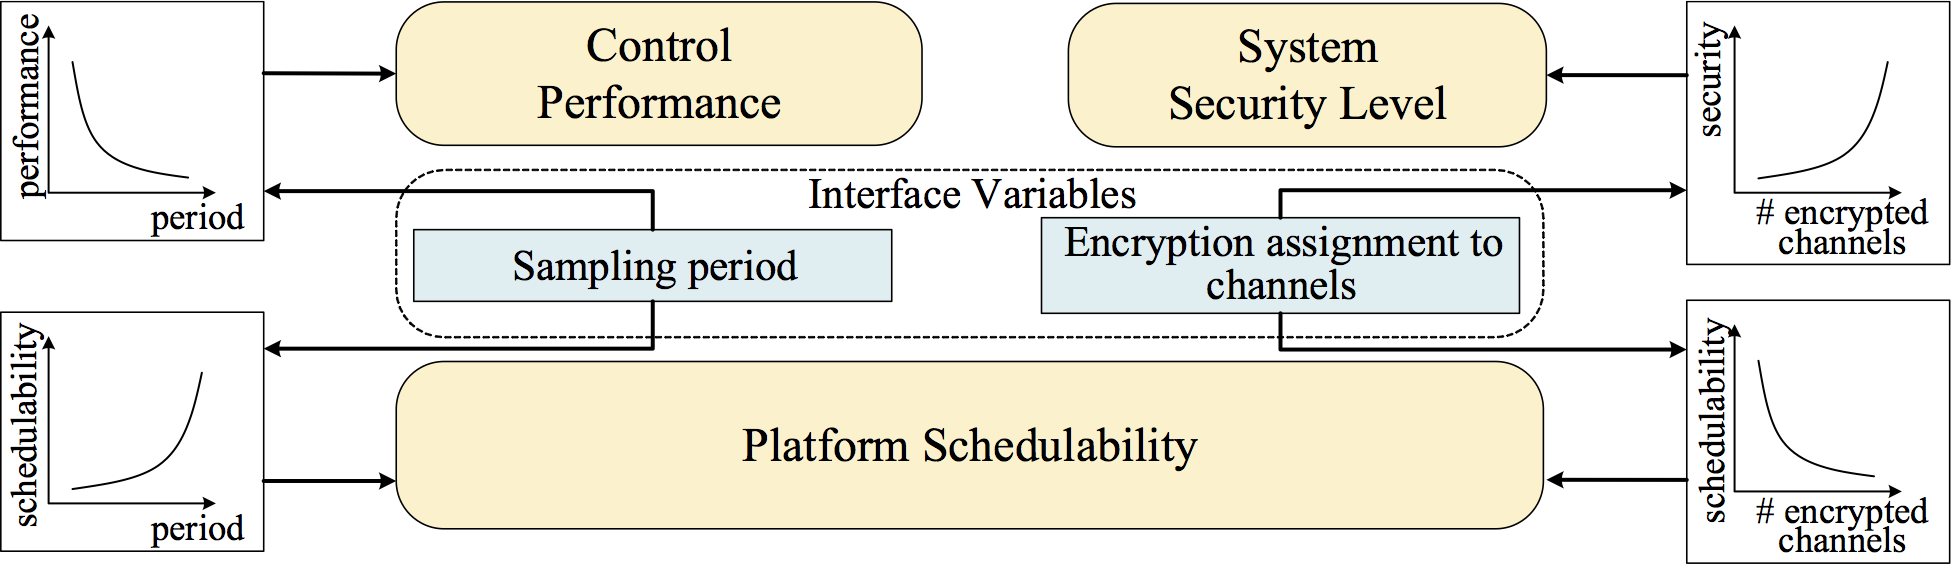 performance
period
Control
Performance
System
Security Level
security
# encrypted
channels
Interface Variables
Sampling period
Encryption assignment to
channels
schedulability
period
Platform Schedulability
schedulability
# encrypted
channels